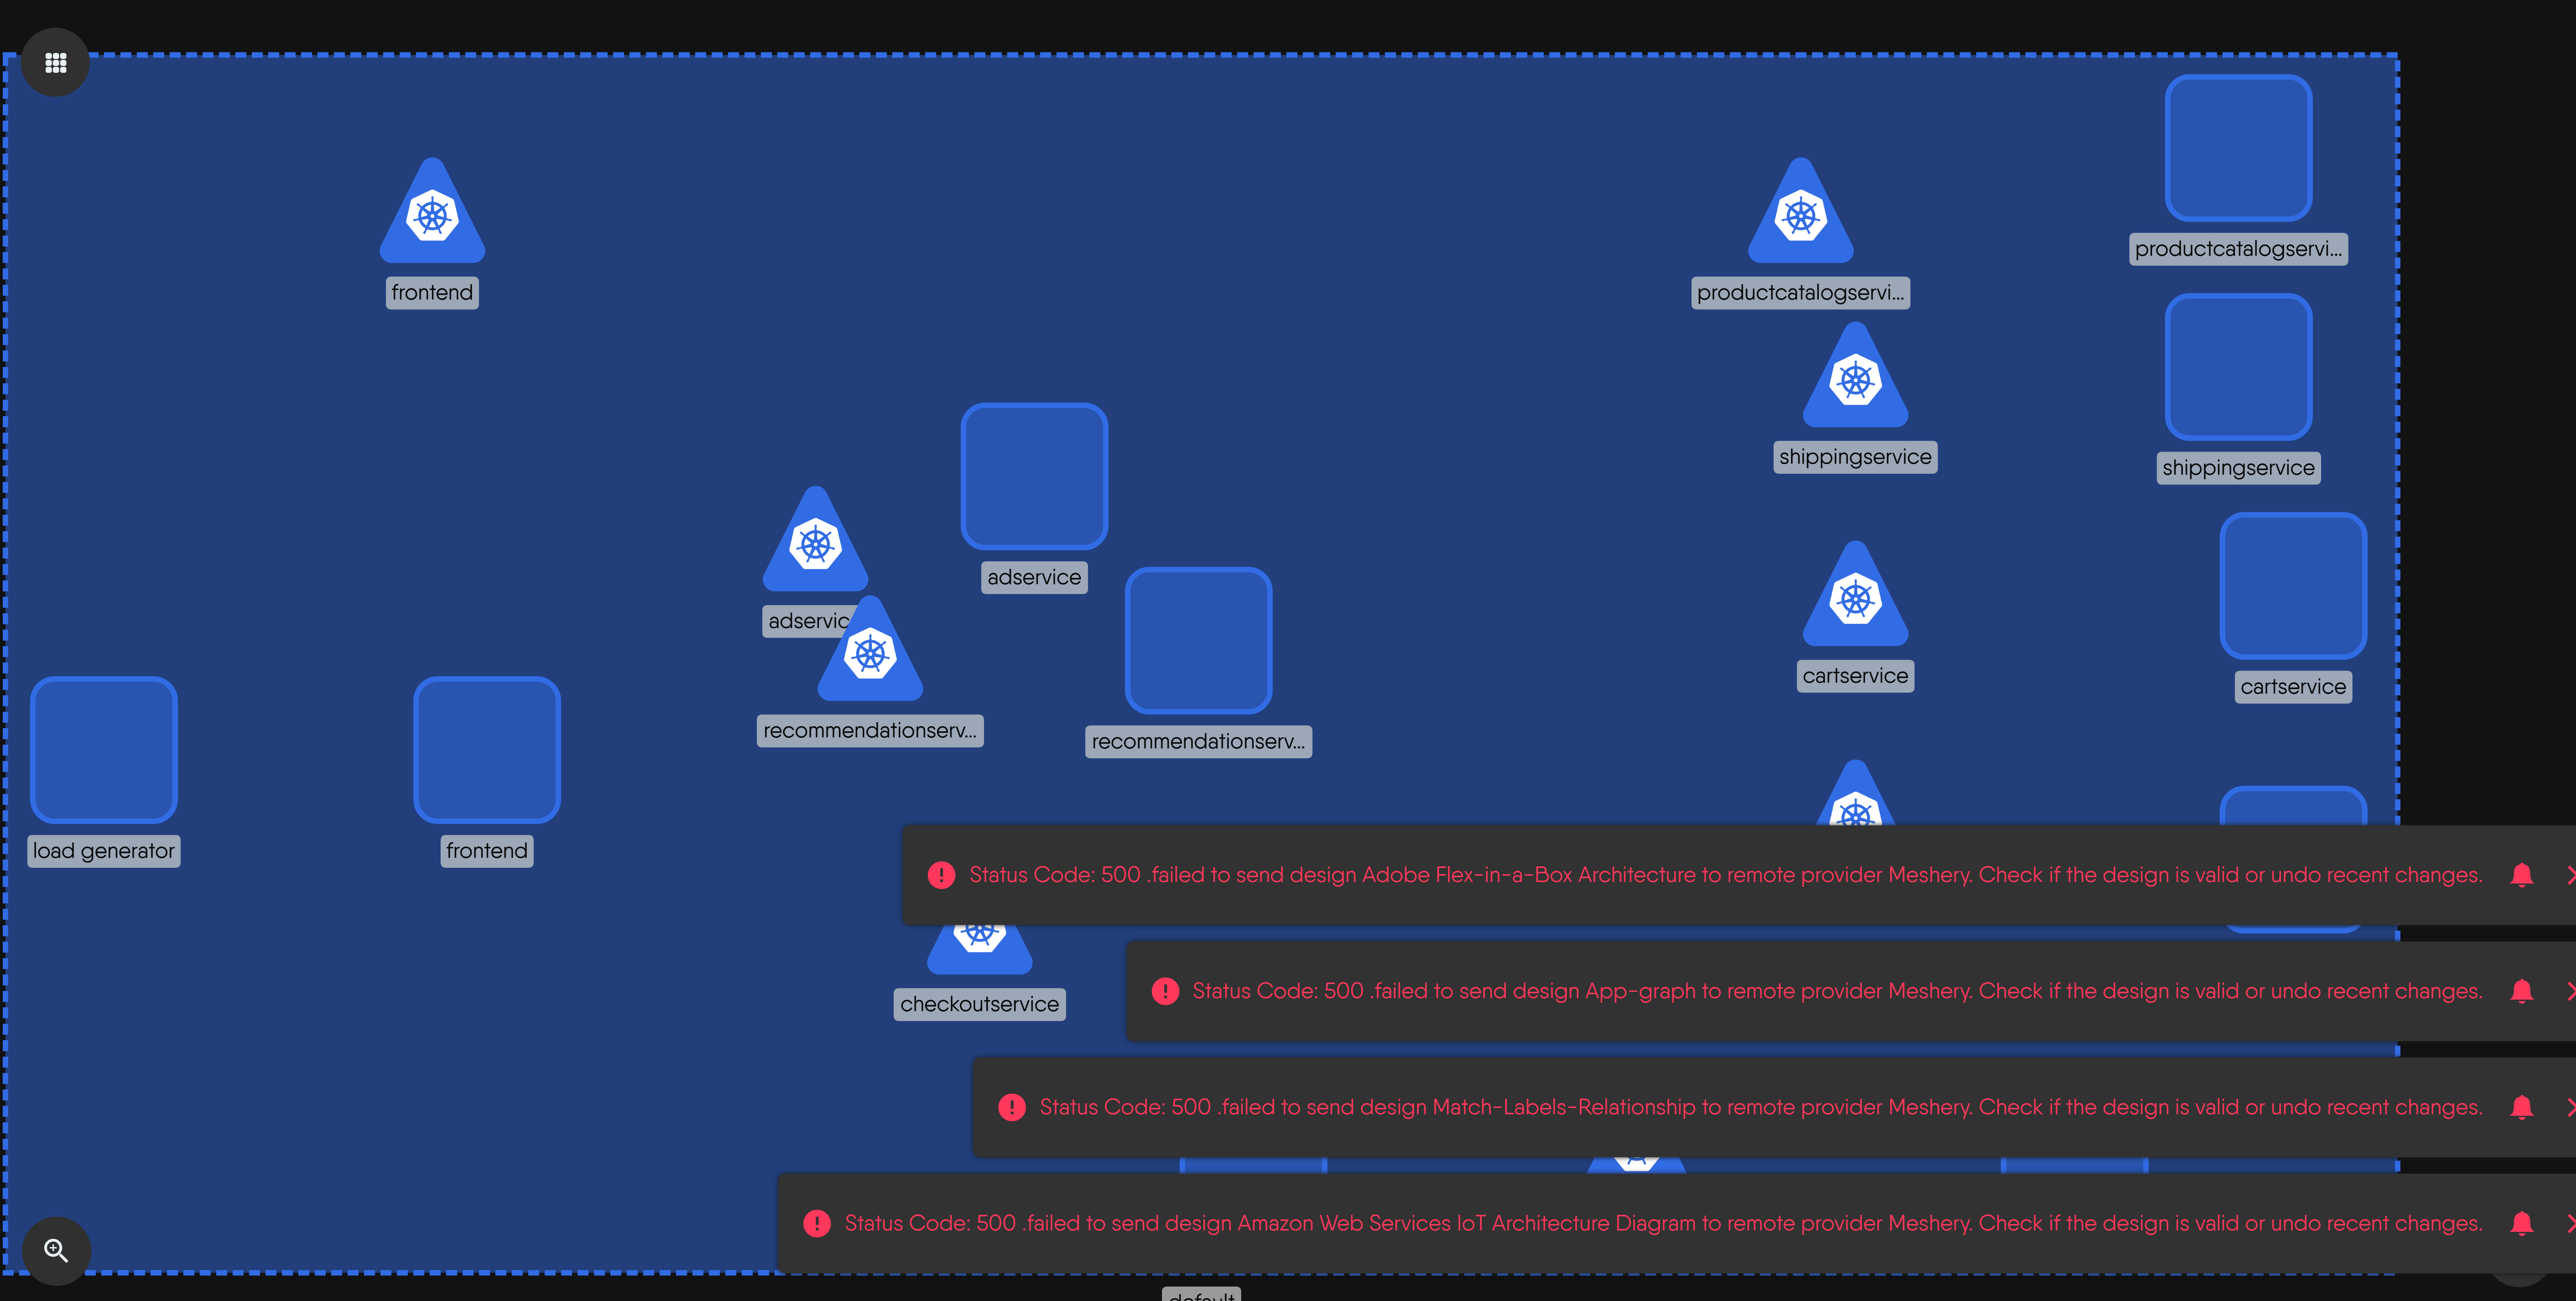 frontend
productcatalogservi...
productcatalogservi...
shippingservice
shippingservice
adservice
adservic
cartservice
cartservice
recommendationserv...
recommendationserv...
load generator
frontend
Status Code: 500 .failed to send design Adobe Flex-in-a-Box Architecture to remote provider Meshery. Check if the design is valid or undo recent changes.
checkoutservice
Status Code: 500 .failed to send design App-graph to remote provider Meshery. Check if the design is valid or undo recent changes.
Status Code: 500 .failed to send design Match-Labels-Relationship to remote provider Meshery. Check if the design is valid or undo recent changes.
Status Code: 500 .failed to send design Amazon Web Services IoT Architecture Diagram to remote provider Meshery. Check if the design is valid or undo recent changes.
default